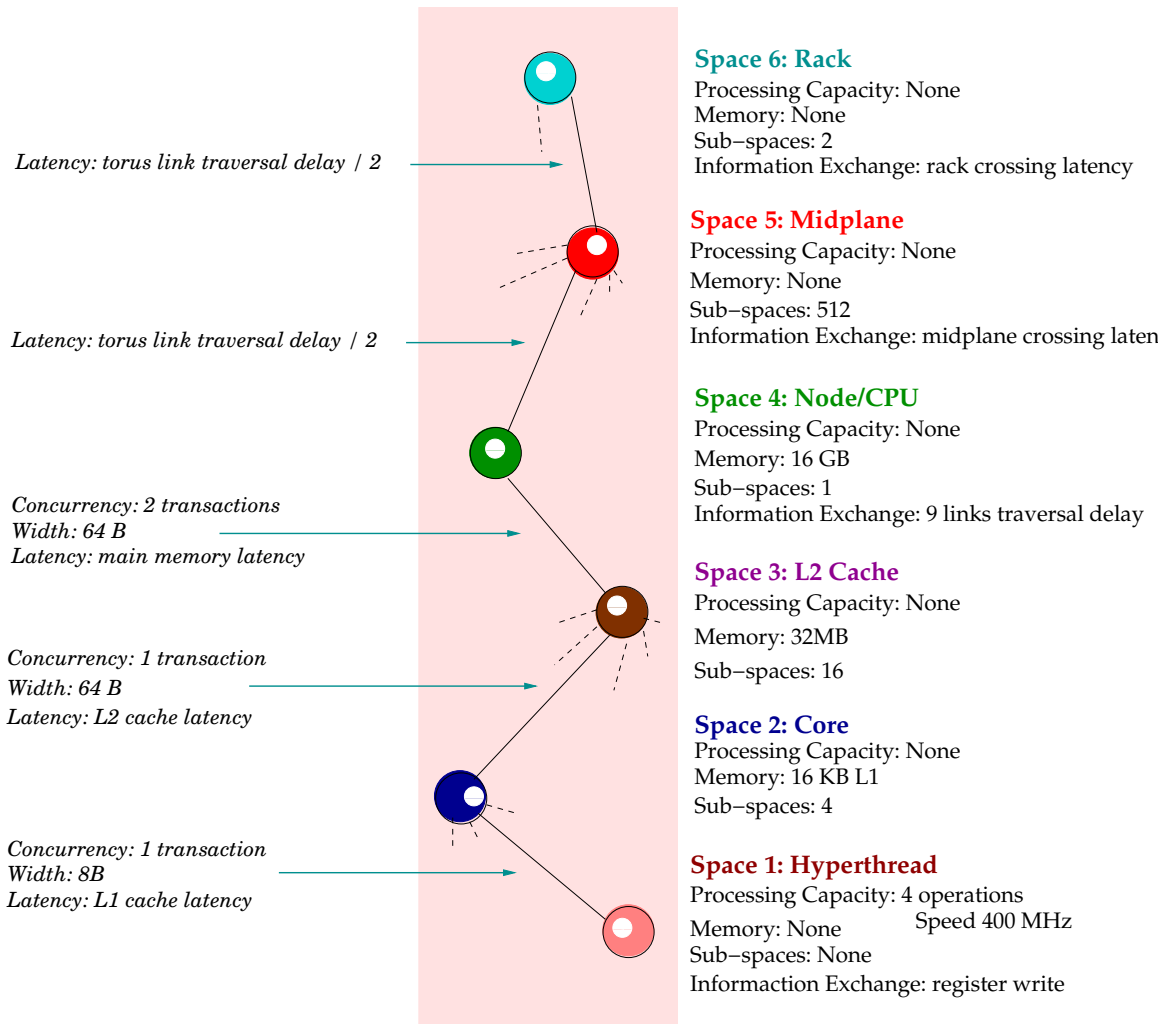 Space 6: Rack
Processing Capacity: None
Memory: None
Sub−spaces: 2
Information Exchange: rack crossing latency
Latency: torus link traversal delay / 2
Space 5: Midplane
Processing Capacity: None
Memory: None
Sub−spaces: 512
Information Exchange: midplane crossing laten
Latency: torus link traversal delay / 2
Space 4: Node/CPU
Processing Capacity: None
Memory: 16 GB
Sub−spaces: 1
Information Exchange: 9 links traversal delay
Concurrency: 2 transactions
Width: 64 B
Latency: main memory latency
Space 3: L2 Cache
Processing Capacity: None
Memory: 32MB
Sub−spaces: 16
Concurrency: 1 transaction
Width: 64 B
Latency: L2 cache latency
Space 2: Core
Processing Capacity: None
Memory: 16 KB L1
Sub−spaces: 4
Concurrency: 1 transaction
Width: 8B
Latency: L1 cache latency
Space 1: Hyperthread
Processing Capacity: 4 operations
Speed 400 MHz
Memory: None
Sub−spaces: None
Informaction Exchange: register write